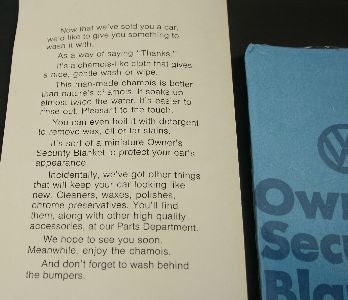 Now that we've sold you a car,
we'd like to give you something to
wash it with.
As a way of saying "Thanks."
It's a chamois-like cloth that gives
a nice, gentle wash or wipe.
This man-made chamois is better
than nature's chamois. It soaks up
almost twice the water. It's easier to
rinse out. Pleasant to the touch.
You can even boil it with detergent
to remove wax, oil or tar stains.
It's sort of a miniature Owner's
Security Blanket to protect your car's
appearance.
Incidentally, we've got other things
that will keep your car looking like
new. Cleaners, waxes, polishes,
chrome preservatives. You'll find
them, along with other high quality
accessories, at our Parts Department.
We hope to see you soon.
Meanwhile, enjoy the chamois.
And don't forget to wash behind
the bumpers.
VW
Own
Secu
Bla